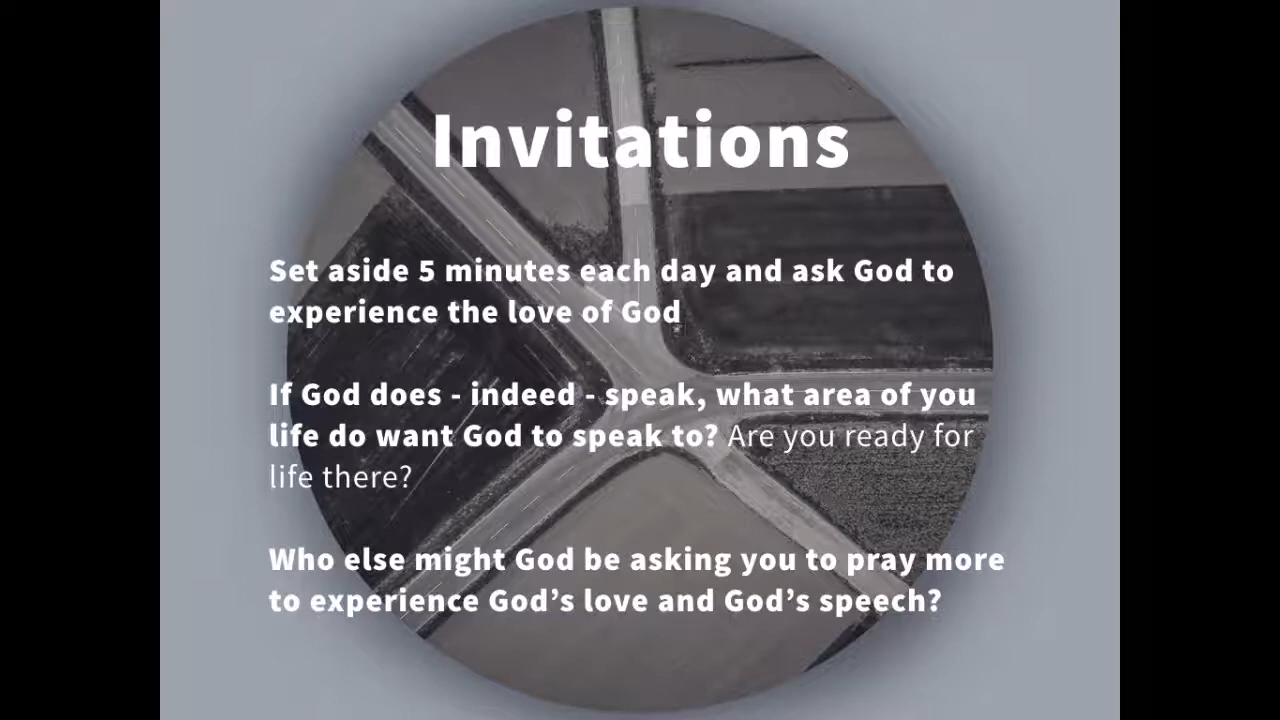 Invitations
Set aside 5 minutes each day and ask God to
experience the love of God
If God does - indeed - speak, what area of you
life do want God to speak to? Are you ready for
life there?
Who else might God be asking you to pray more
to experience God’s love and God’s speech?